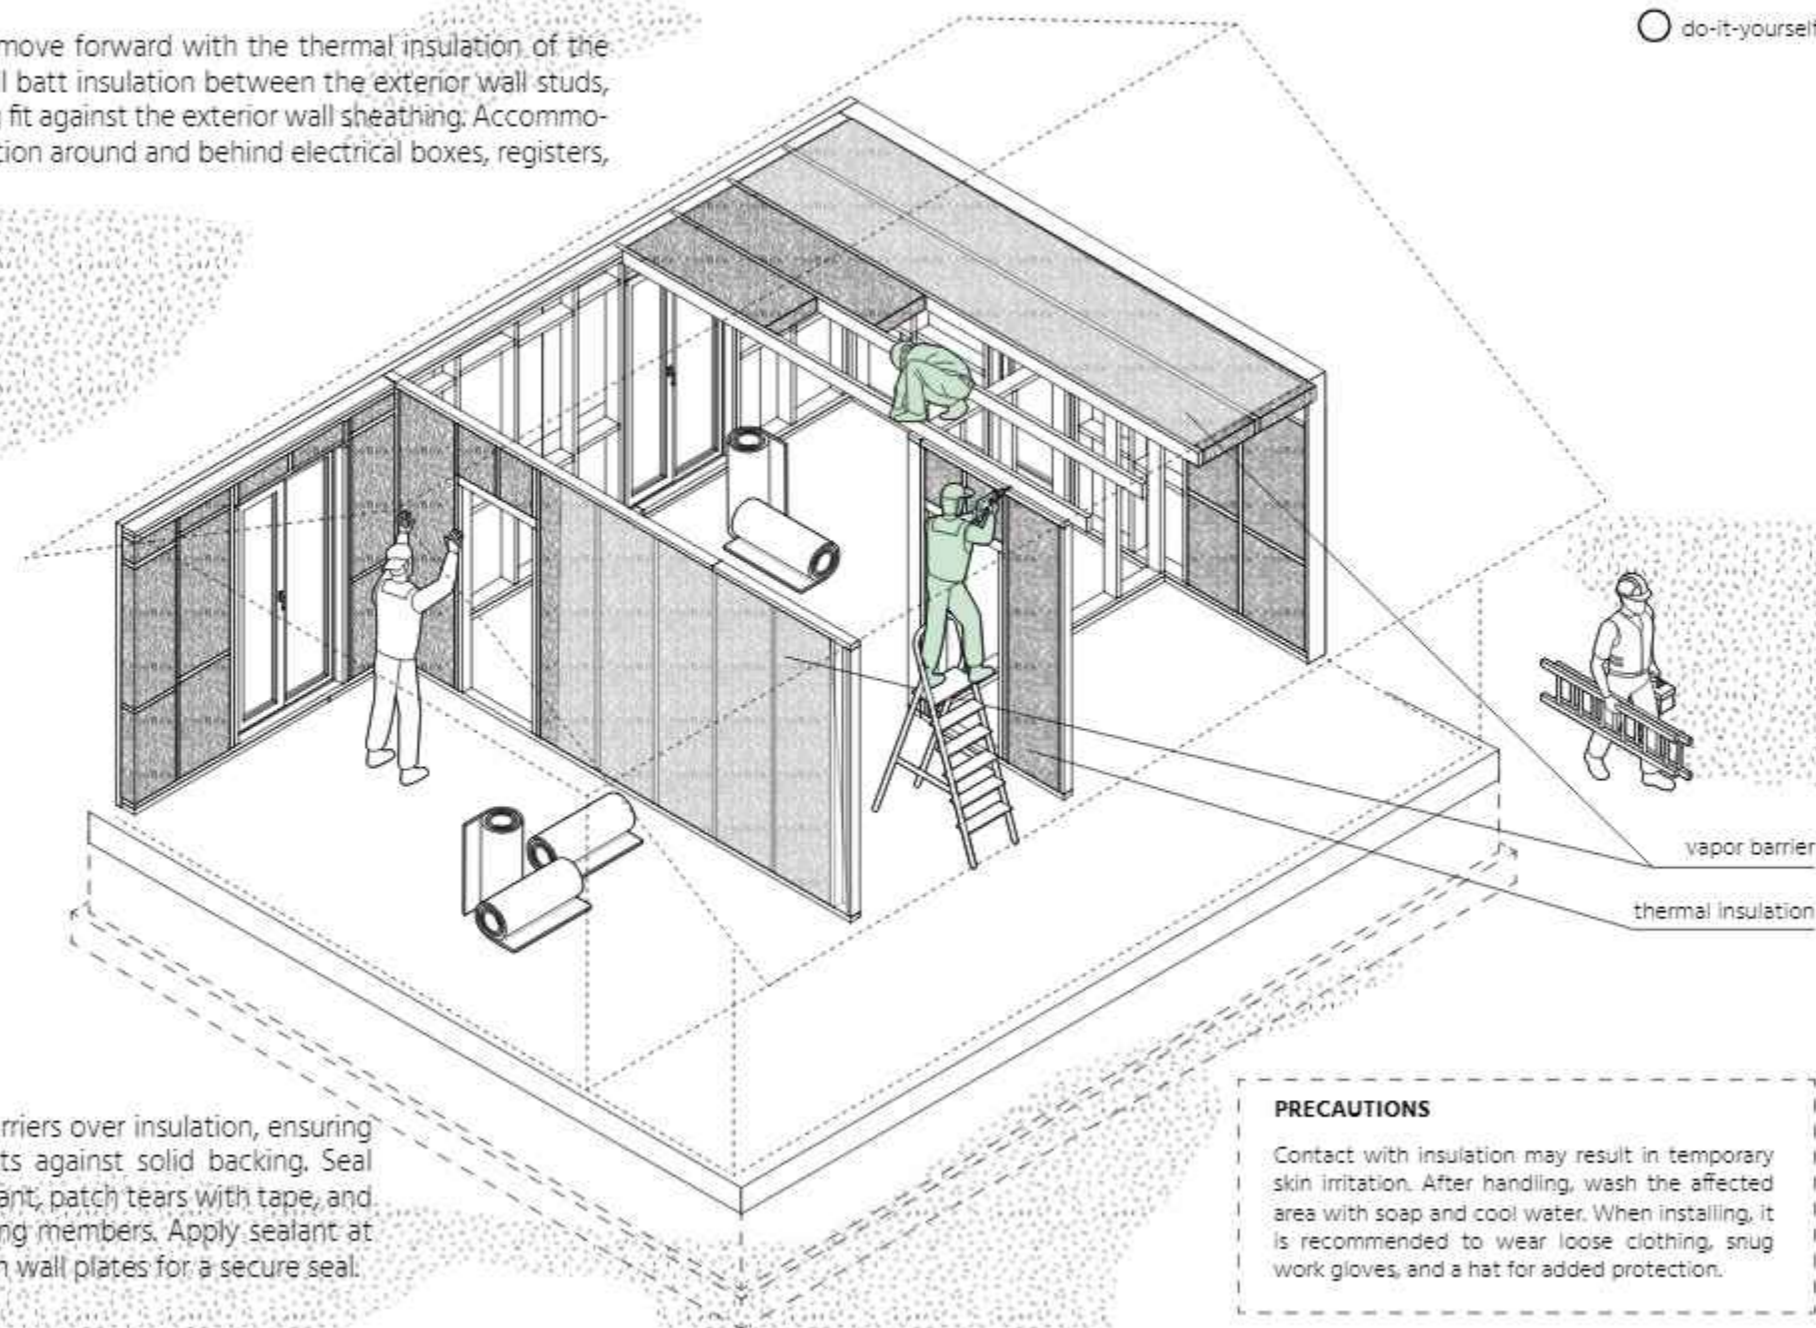 move forward with the thermal insulation of the
batt insulation between the exterior wall studs,
fit against the exterior wall sheathing. Accommo-
tion around and behind electrical boxes, registers,
do-it-yourself
vapor barrier
thermal insulation
rriers over insulation, ensuring
ts against solid backing. Seal
ant, patch tears with tape, and
ng members. Apply sealant at
wall plates for a secure seal.
PRECAUTIONS
Contact with insulation may result in temporary
skin irritation. After handling, wash the affected
area with soap and cool water. When installing, it
is recommended to wear loose clothing, snug
work gloves, and a hat for added protection.